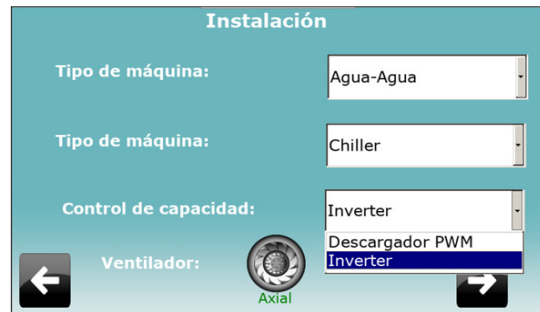 Instalación
Tipo de máquina:
Agua-Agua
Tipo de máquina:
Chiller
Control de capacidad:
Inverter
Descargador PWM
Inverter
Ventilador:
Axial